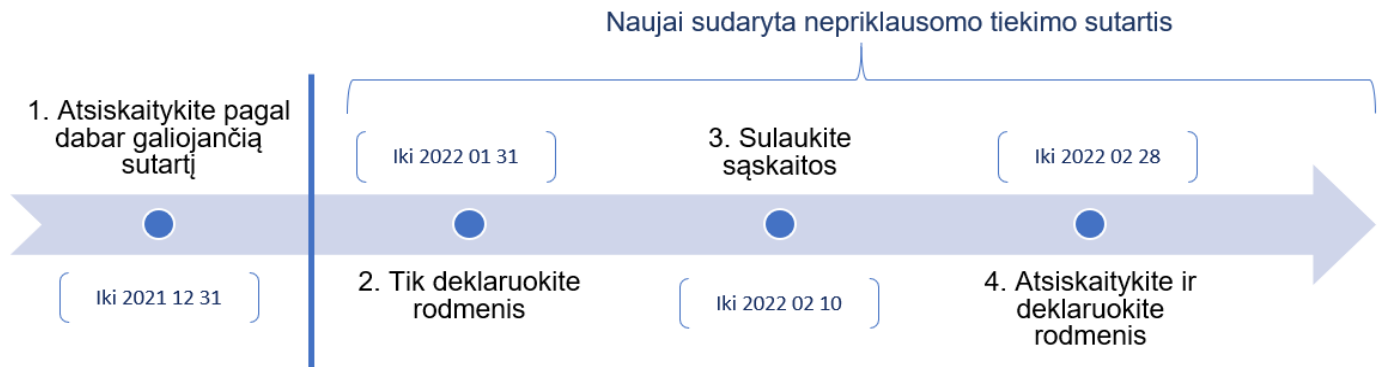 Naujai sudaryta nepriklausomo tiekimo sutartis
1. Atsiskaitykite pagal
dabar galiojančią
sutartį
Iki 2021 12 31
Iki 2022 01 31
2. Tik deklaruokite
rodmenis
3. Sulaukite
sąskaitos
Iki 2022 02 10
Iki 2022 02 28
4. Atsiskaitykite ir
deklaruokite
rodmenis